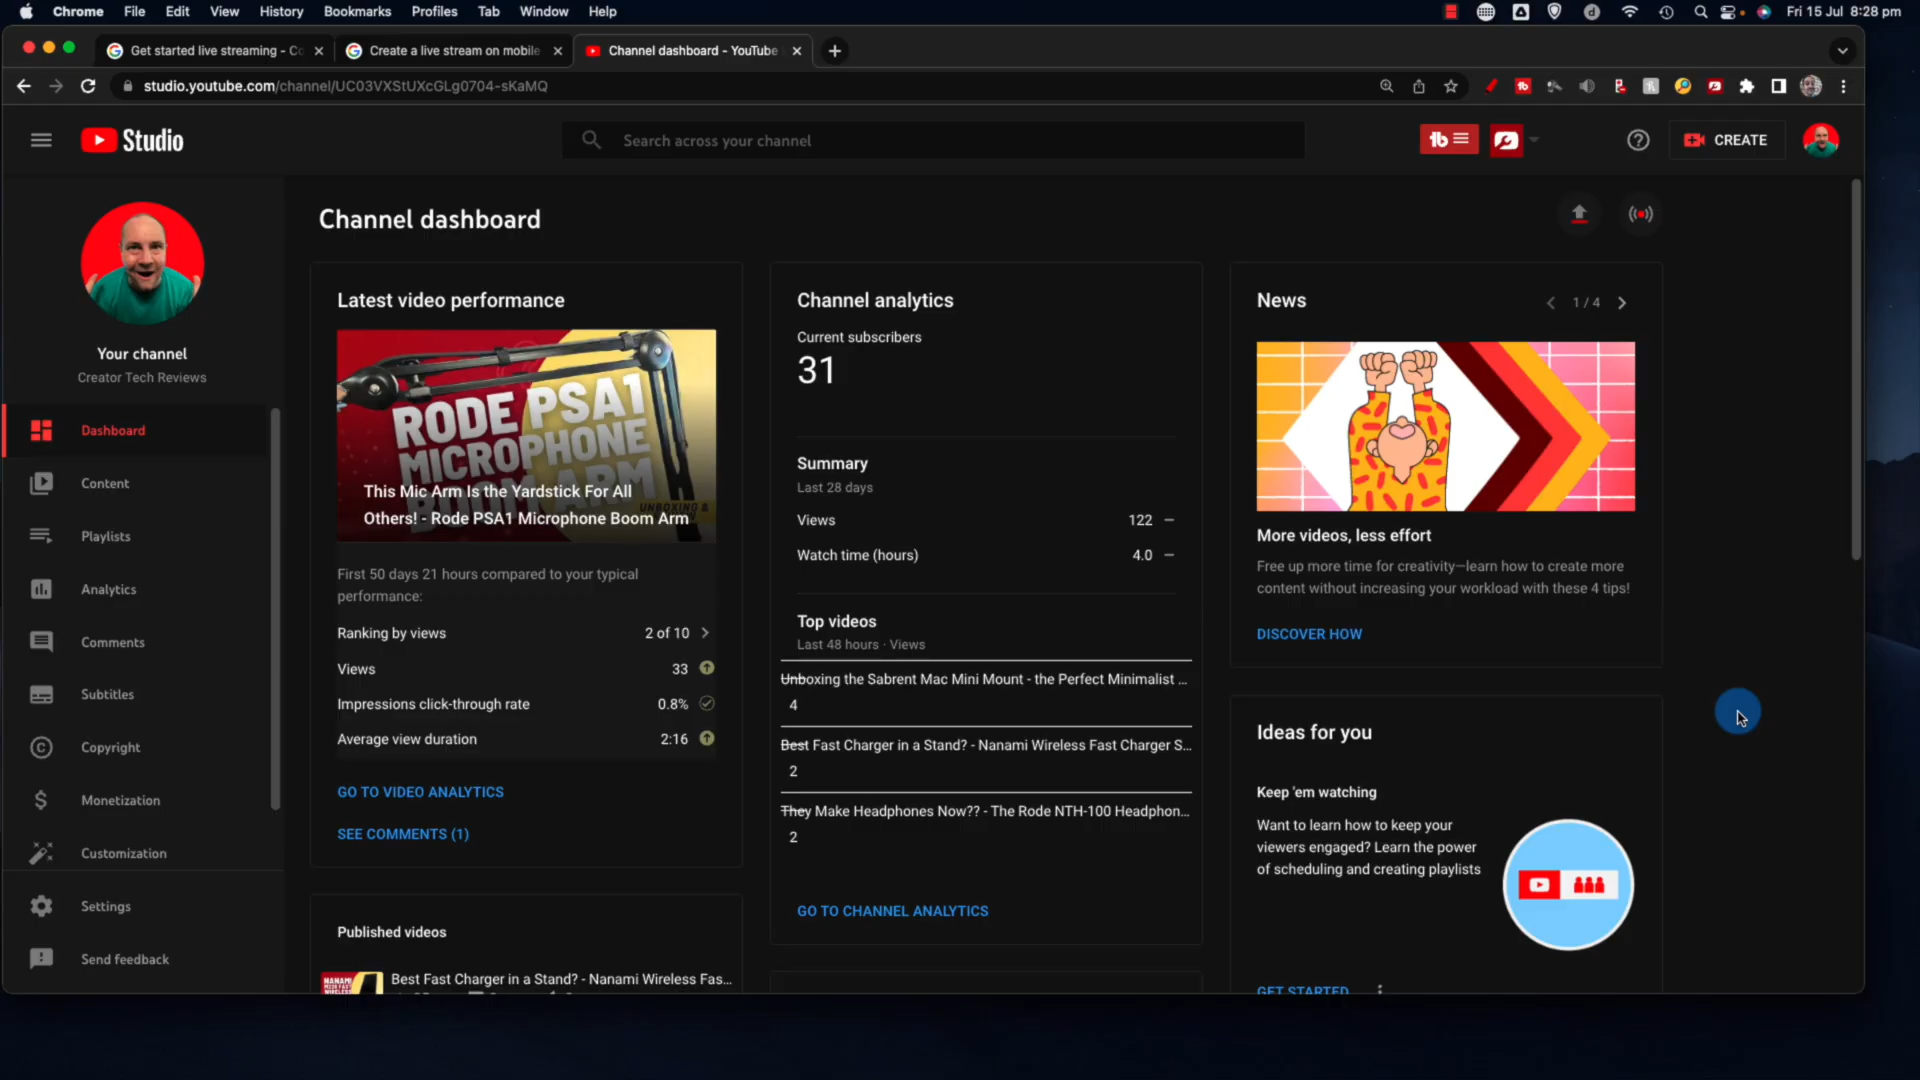 Chrome File Edit View History Bookmarks Profiles Tab Window Help
Fri 15 Jul 8:28 pm
Get started live streaming - Co
Create a live stream on mobile
Channel dashboard - YouTube
studio.youtube.com/channel/UC03VXStUXcGLg0704-sKaMQ
Studio
Search across your channel
CREATE
Channel dashboard
Your channel
Creator Tech Reviews
Dashboard
Content
Playlists
Analytics
Comments
Subtitles
Copyright
Monetization
Customization
Settings
Send feedback
Latest video performance
RODE PSA1
MICROPHONE
BOOM ARM
UNBOXING &
This Mic Arm Is the Yardstick For All
Others! - Rode PSA1 Microphone Boom Arm
First 50 days 21 hours compared to your typical
performance:
Ranking by views 2 of 10
Views 33
Impressions click-through rate 0.8%
Average view duration 2:16
GO TO VIDEO ANALYTICS
SEE COMMENTS (1)
Published videos
Best Fast Charger in a Stand? - Nanami Wireless Fas...
Channel analytics
Current subscribers
31
Summary
Last 28 days
Views 122 —
Watch time (hours) 4.0 —
Top videos
Last 48 hours · Views
Unboxing the Sabrent Mac Mini Mount - the Perfect Minimalist ...
4
Best Fast Charger in a Stand? - Nanami Wireless Fast Charger S...
2
They Make Headphones Now?? - The Rode NTH-100 Headphon...
2
GO TO CHANNEL ANALYTICS
News
1 / 4
More videos, less effort
Free up more time for creativity—learn how to create more
content without increasing your workload with these 4 tips!
DISCOVER HOW
Ideas for you
Keep 'em watching
Want to learn how to keep your
viewers engaged? Learn the power
of scheduling and creating playlists
GET STARTED